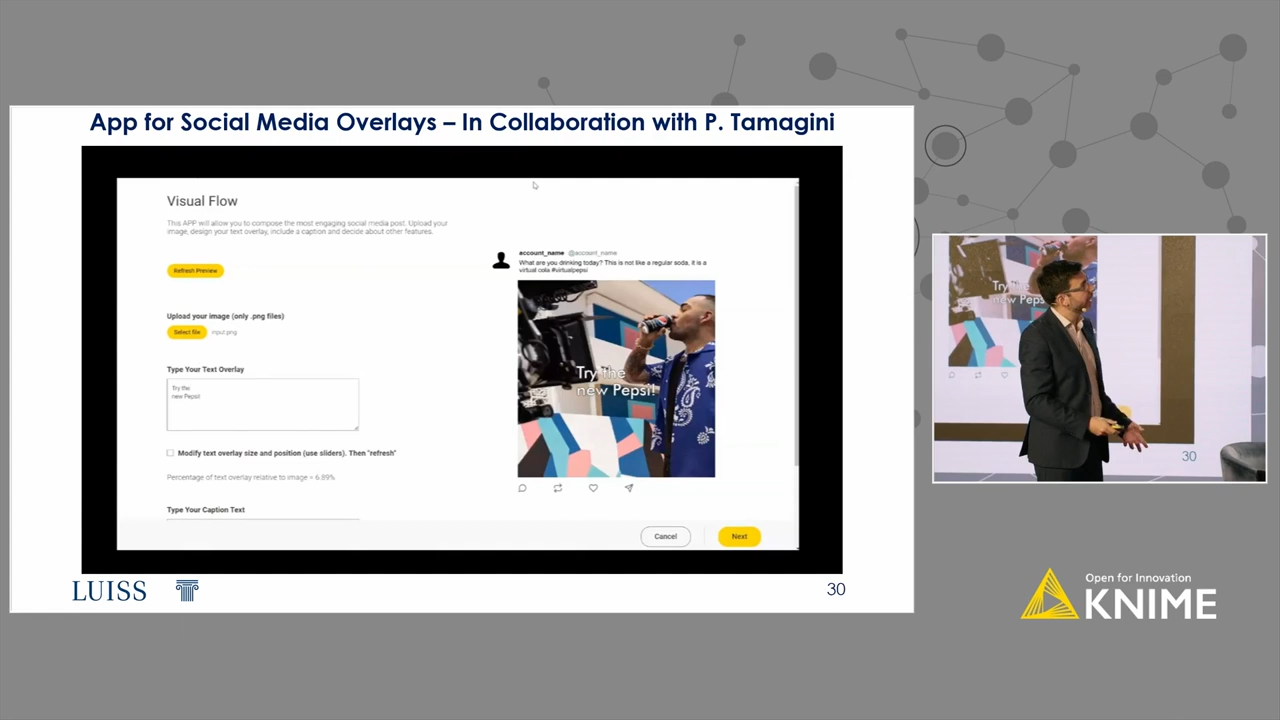 App for Social Media Overlays – In Collaboration with P. Tamagini
Visual Flow
This APP will allow you to compose the most engaging social media post. Upload your
image, design your text overlay, include a caption and decide about other features.
Refresh Preview
Upload your image (only .png files)
Select file
input.png
Type Your Text Overlay
Try the
new Pepsi!
Modify text overlay size and position (use sliders). Then "refresh"
Percentage of text overlay relative to image = 6.89%
Type Your Caption Text
account_name @account_name
What are you drinking today? This is not like a regular soda, it is a
virtual cola #virtualpepsi
Try The
new Pepsi!
Cancel
Next
LUISS
30
Try The
new Peps
30
Open for Innovation
KNIME